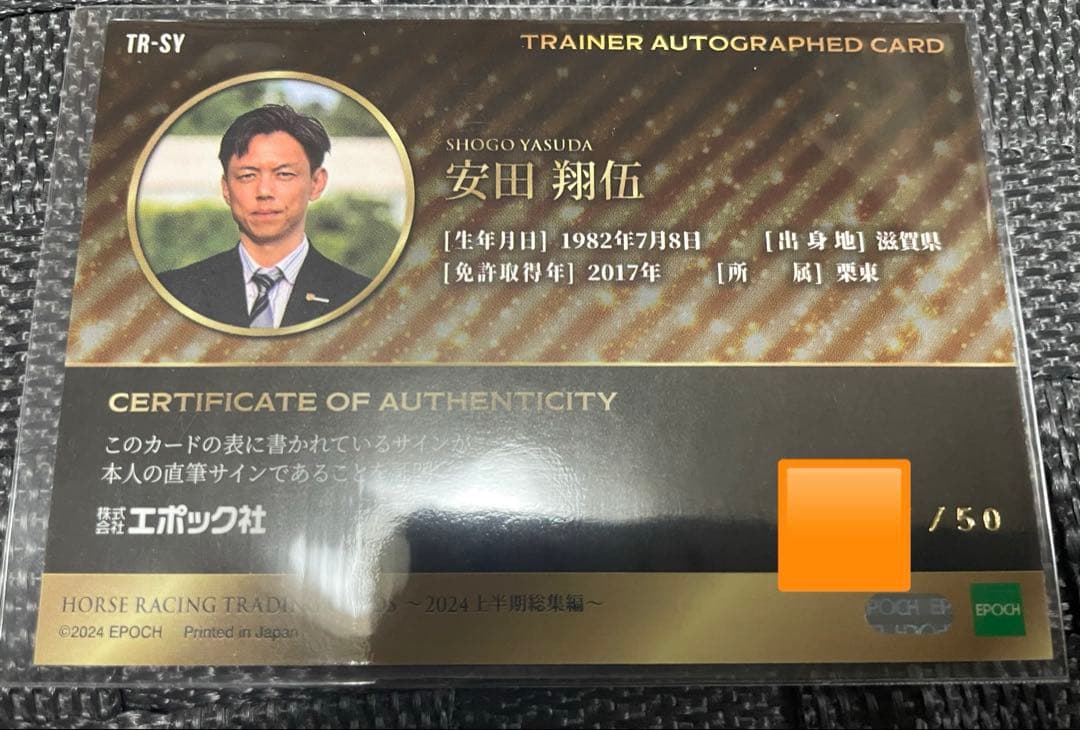 TR-SY
TRAINER AUTOGRAPHED CARD
SHOGO YASUDA
安田 翔伍
[生年月日] 1982年7月8日 [出身地] 滋賀県
[免許取得年] 2017年 [所 属] 栗東
CERTIFICATE OF AUTHENTICITY
このカードの表に書かれているサインが
本人の直筆サインであること
株式会社エポック社
/50
HORSE RACING TRADING CARDS ～2024上半期総集編～
©2024 EPOCH Printed in Japan
EPOCH
EPOCH